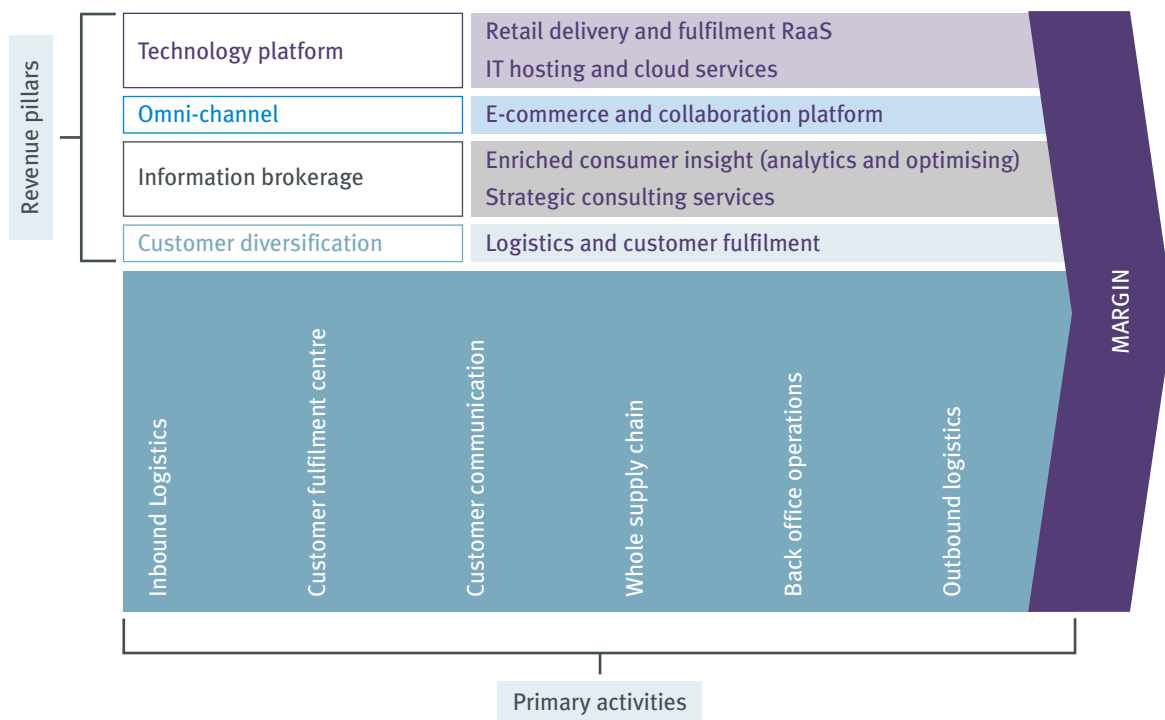 Revenue pillars
Technology platform
Retail delivery and fulfilment RaaS
IT hosting and cloud services
Omni-channel
E-commerce and collaboration platform
Information brokerage
Enriched consumer insight (analytics and optimising)
Strategic consulting services
Customer diversification
Logistics and customer fulfilment
MARGIN
Inbound Logistics
Customer fulfilment centre
Customer communication
Whole supply chain
Back office operations
Outbound logistics
Primary activities